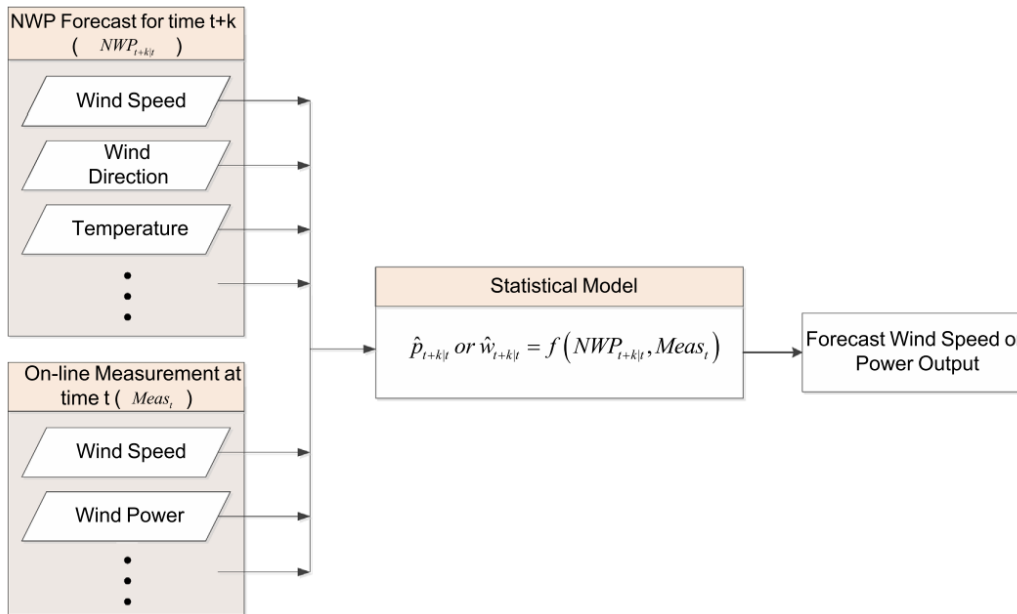 NWP Forecast for time t+k
( NWP_{t+k|t} )
Wind Speed
Wind
Direction
Temperature
On-line Measurement at
time t ( Meas_t )
Wind Speed
Wind Power
Statistical Model
p̂_{t+k|t} or ŵ_{t+k|t} = f(NWP_{t+k|t}, Meas_t)
Forecast Wind Speed o
Power Output